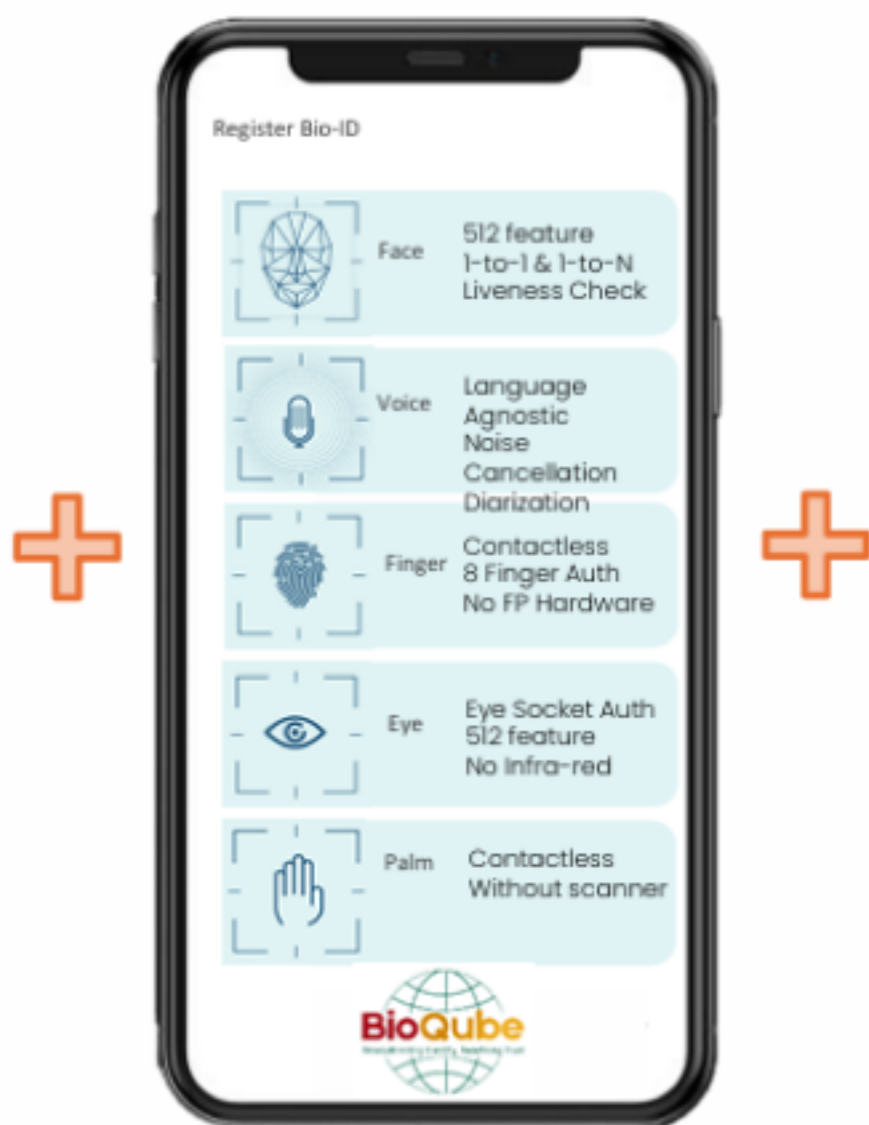 Register Bio-ID
Face
512 feature
1-to-1 & 1-to-N
Liveness Check
Voice
Language
Agnostic
Noise
Cancellation
Diarization
Finger
Contactless
8 Finger Auth
No FP Hardware
Eye
Eye Socket Auth
512 feature
No Infra-red
Palm
Contactless
Without scanner
BioQube